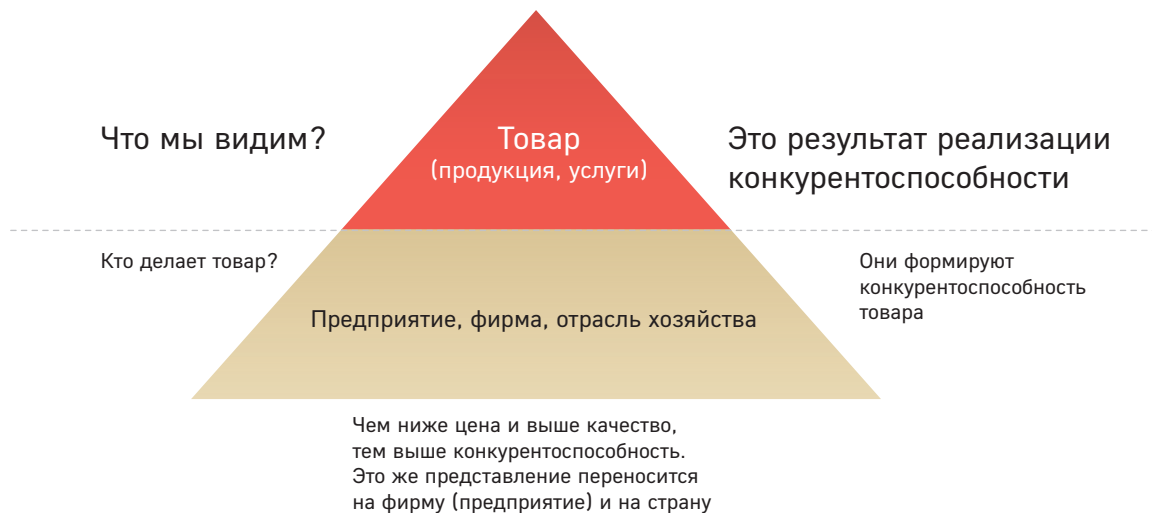 Что мы видим?
Товар
(продукция, услуги)
Это результат реализации
конкурентоспособности
Кто делает товар?
Предприятие, фирма, отрасль хозяйства
Они формируют
конкурентоспособность
товара
Чем ниже цена и выше качество,
тем выше конкурентоспособность.
Это же представление переносится
на фирму (предприятие) и на страну